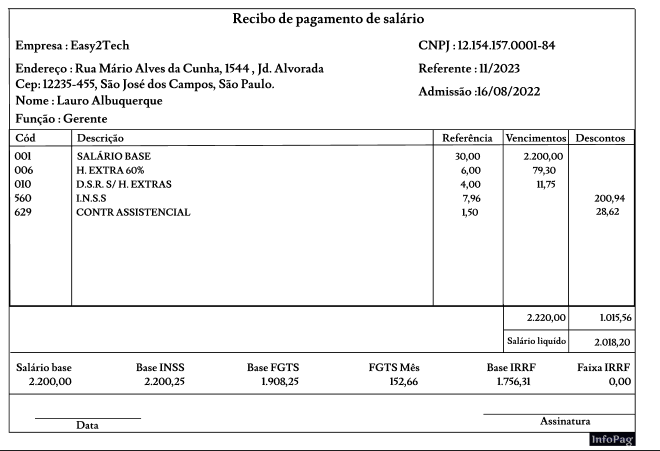 Recibo de pagamento de salário
Empresa : Easy2Tech CNPJ : 12.154.157.0001-84
Endereço : Rua Mário Alves da Cunha, 1544 , Jd. Alvorada Referente : 11/2023
Cep: 12235-455, São José dos Campos, São Paulo.
Admissão :16/08/2022
Nome : Lauro Albuquerque
Função : Gerente
Cód Descrição Referência Vencimentos Descontos
001 SALÁRIO BASE 30,00 2.200,00
006 H. EXTRA 60% 6,00 79,30
010 D.S.R. S/ H. EXTRAS 4,00 11,75
560 I.N.S.S 7,96 200,94
629 CONTR ASSISTENCIAL 1,50 28,62
2.220,00 1.015,56
Salário liquído 2.018,20
Salário base Base INSS Base FGTS FGTS Mês Base IRRF Faixa IRRF
2.200,00 2.200,25 1.908,25 152,66 1.756,31 0,00
Data Assinatura
InfoPag